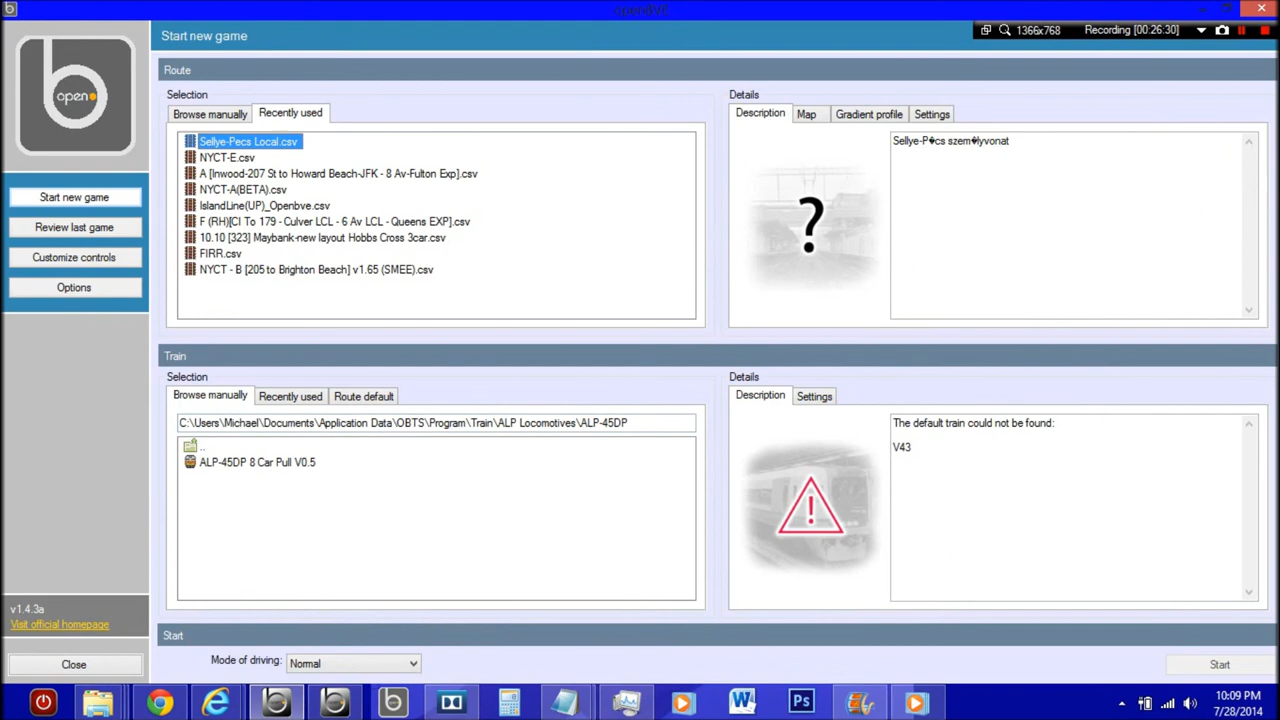 openBVE
1366x768
Recording [00:26:30]
open
Start new game
Route
Selection
Browse manually
Recently used
Sellye-Pecs Local.csv
NYCT-E.csv
A [Inwood-207 St to Howard Beach-JFK - 8 Av-Fulton Exp].csv
NYCT-A(BETA).csv
IslandLine(UP)_Openbve.csv
F (RH)[CI To 179 - Culver LCL - 6 Av LCL - Queens EXP].csv
10.10 [323] Maybank-new layout Hobbs Cross 3car.csv
FIRR.csv
NYCT - B [205 to Brighton Beach] v1.65 (SMEE).csv
Details
Description
Map
Gradient profile
Settings
?
Sellye-P�cs szem�lyvonat
Start new game
Review last game
Customize controls
Options
Train
Selection
Browse manually
Recently used
Route default
C:\Users\Michael\Documents\Application Data\OBTS\Program\Train\ALP Locomotives\ALP-45DP
..
ALP-45DP 8 Car Pull V0.5
Details
Description
Settings
!
The default train could not be found:
V43
v1.4.3a
Visit official homepage
Close
Start
Mode of driving:
Normal
Start
W
Ps
10:09 PM
7/28/2014